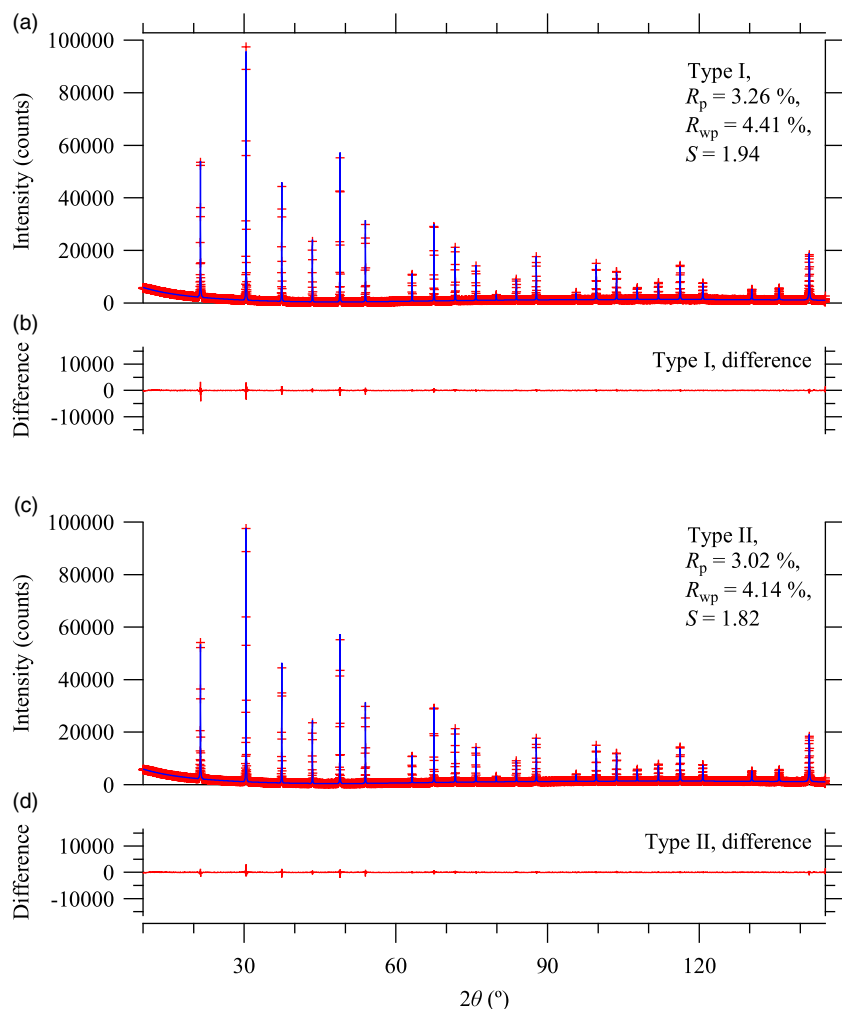 (a)
100000
80000
60000
40000
20000
0
Intensity (counts)
Type I,
Rp = 3.26 %,
Rwp = 4.41 %,
S = 1.94
(b)
10000
0
-10000
Difference
Type I, difference
(c)
100000
80000
60000
40000
20000
0
Intensity (counts)
Type II,
Rp = 3.02 %,
Rwp = 4.14 %,
S = 1.82
(d)
10000
0
-10000
Difference
Type II, difference
30 60 90 120
2θ (º)